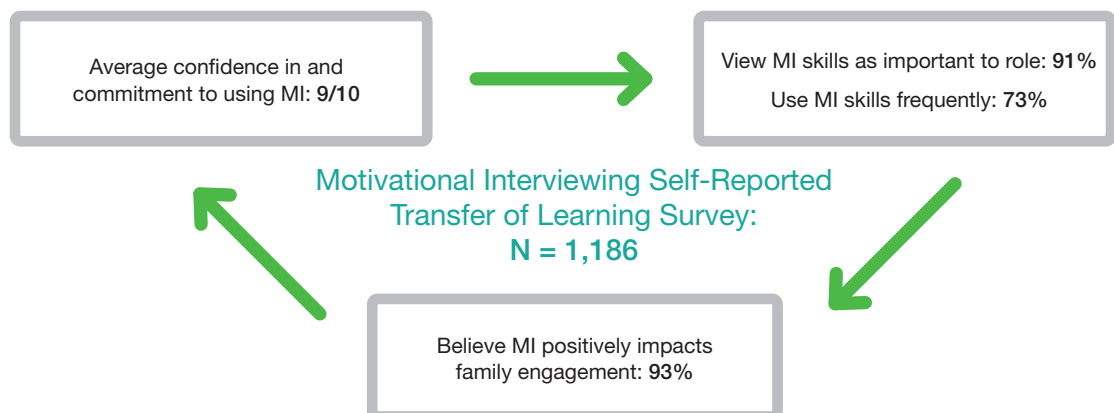 Average confidence in and
commitment to using MI: 9/10
View MI skills as important to role: 91%
Use MI skills frequently: 73%
Motivational Interviewing Self-Reported
Transfer of Learning Survey:
N = 1,186
Believe MI positively impacts
family engagement: 93%